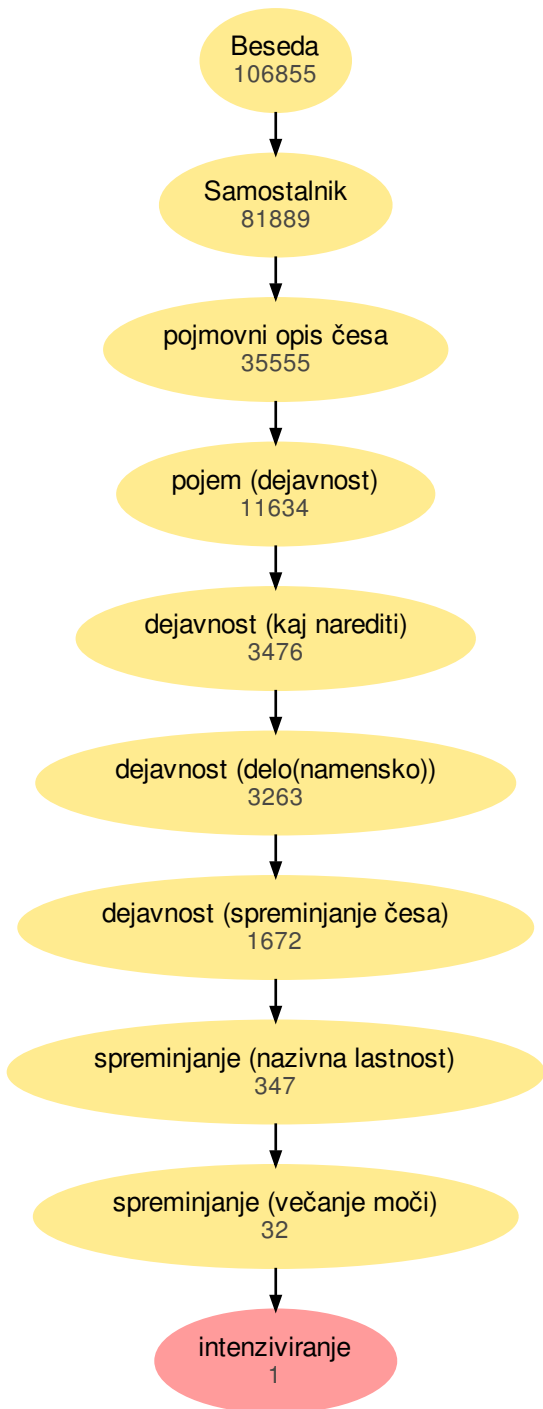 Beseda
106855
Samostalnik
81889
pojmovni opis česa
35555
pojem (dejavnost)
11634
dejavnost (kaj narediti)
3476
dejavnost (delo(namensko))
3263
dejavnost (spreminjanje česa)
1672
spreminjanje (nazivna lastnost)
347
spreminjanje (večanje moči)
32
intenziviranje
1